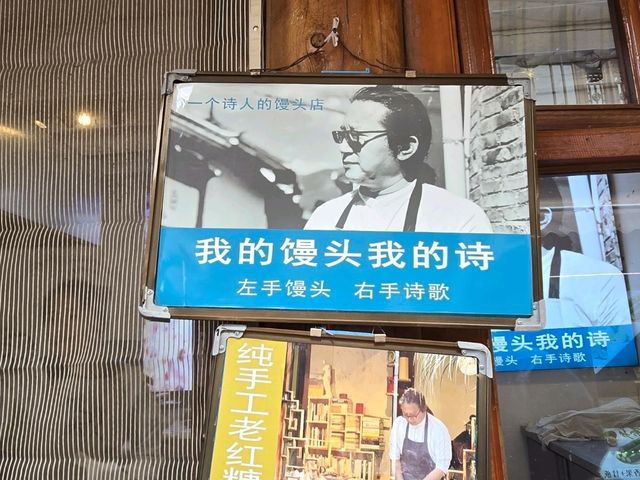 一个诗人的馒头店
我的馒头我的诗
左手馒头 右手诗歌
馒头我的诗
馒头 右手诗歌
纯手工老红糖